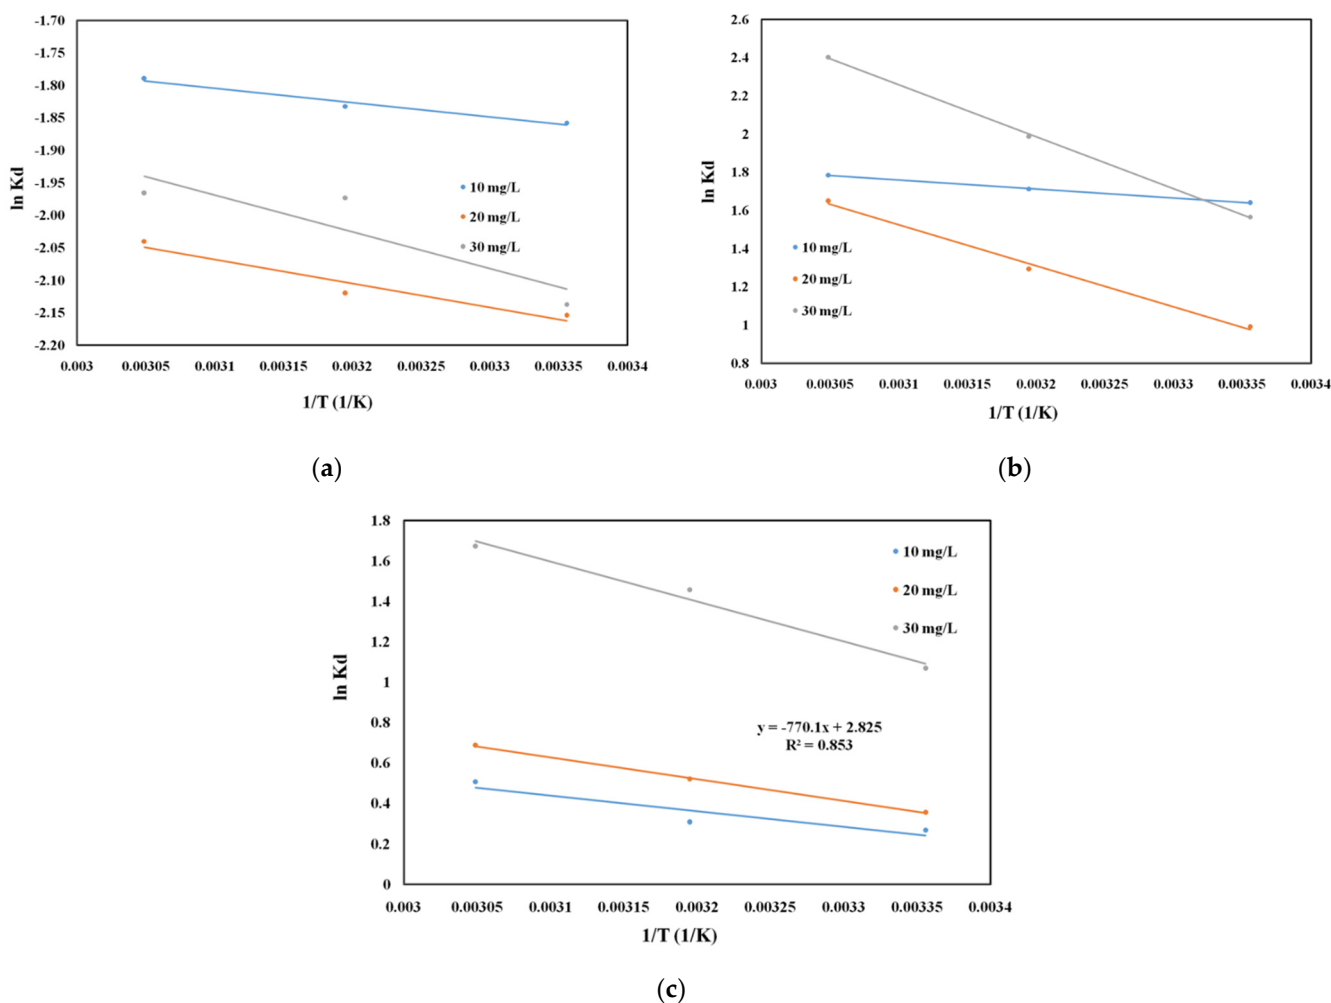 -1.70
-1.75
-1.80
-1.85
-1.90
-1.95
-2.00
-2.05
-2.10
-2.15
-2.20
ln Kd
10 mg/L
20 mg/L
30 mg/L
0.003 0.00305 0.0031 0.00315 0.0032 0.00325 0.0033 0.00335 0.0034
1/T (1/K)
(a)
2.6
2.4
2.2
2
1.8
1.6
1.4
1.2
1
0.8
ln Kd
10 mg/L
20 mg/L
30 mg/L
0.003 0.00305 0.0031 0.00315 0.0032 0.00325 0.0033 0.00335 0.0034
1/T (1/K)
(b)
1.8
1.6
1.4
1.2
1
0.8
0.6
0.4
0.2
0
ln Kd
10 mg/L
20 mg/L
30 mg/L
y = -770.1x + 2.825
R² = 0.853
0.003 0.00305 0.0031 0.00315 0.0032 0.00325 0.0033 0.00335 0.0034
1/T (1/K)
(c)